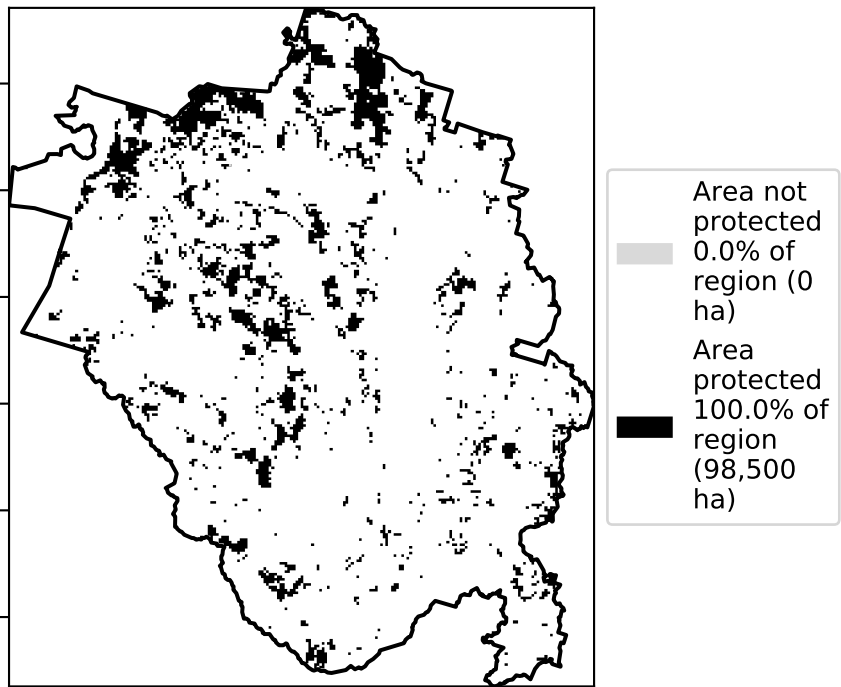 Area not
protected
0.0% of
region (0
ha)
Area
protected
100.0% of
region
(98,500
ha)